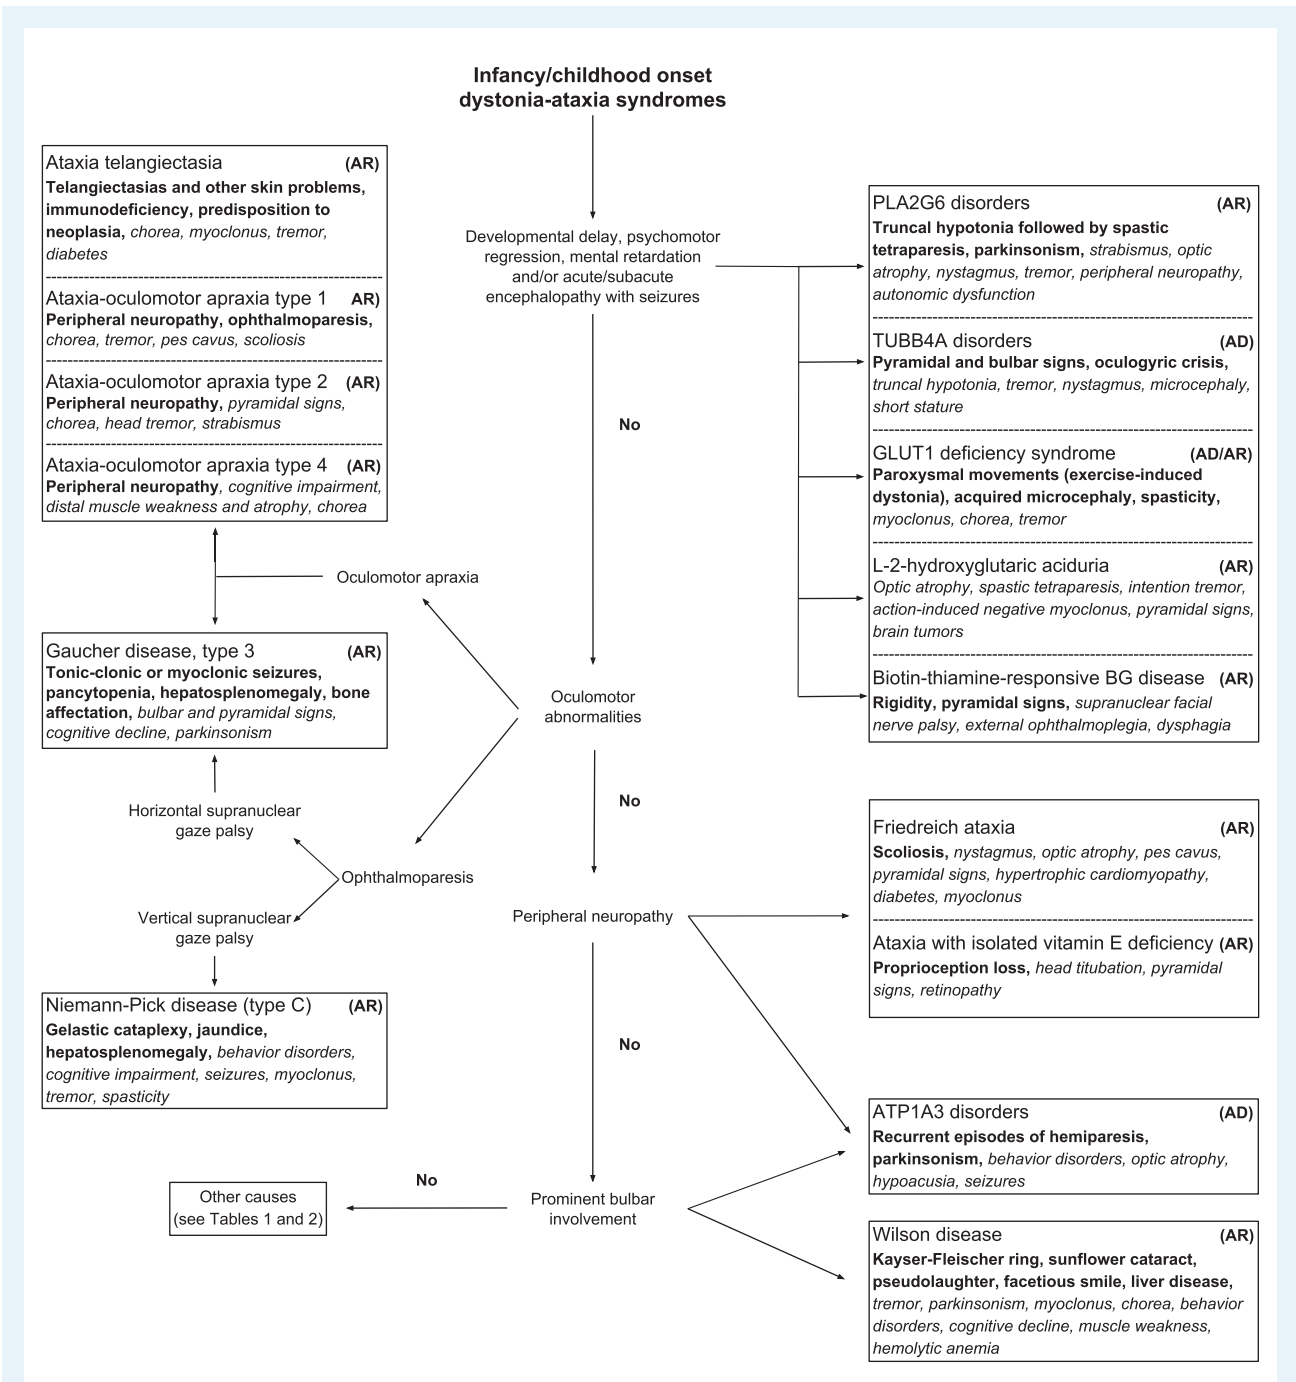 Infancy/childhood onset
dystonia-ataxia syndromes
Developmental delay, psychomotor
regression, mental retardation
and/or acute/subacute
encephalopathy with seizures
No
Oculomotor
abnormalities
No
Peripheral neuropathy
No
Prominent bulbar
involvement
No
Other causes
(see Tables 1 and 2)
Ataxia telangiectasia (AR)
Telangiectasias and other skin problems,
immunodeficiency, predisposition to
neoplasia, chorea, myoclonus, tremor,
diabetes
Ataxia-oculomotor apraxia type 1 AR)
Peripheral neuropathy, ophthalmoparesis,
chorea, tremor, pes cavus, scoliosis
Ataxia-oculomotor apraxia type 2 (AR)
Peripheral neuropathy, pyramidal signs,
chorea, head tremor, strabismus
Ataxia-oculomotor apraxia type 4 (AR)
Peripheral neuropathy, cognitive impairment,
distal muscle weakness and atrophy, chorea
Oculomotor apraxia
Gaucher disease, type 3 (AR)
Tonic-clonic or myoclonic seizures,
pancytopenia, hepatosplenomegaly, bone
affectation, bulbar and pyramidal signs,
cognitive decline, parkinsonism
Horizontal supranuclear
gaze palsy
Ophthalmoparesis
Vertical supranuclear
gaze palsy
Niemann-Pick disease (type C) (AR)
Gelastic cataplexy, jaundice,
hepatosplenomegaly, behavior disorders,
cognitive impairment, seizures, myoclonus,
tremor, spasticity
PLA2G6 disorders (AR)
Truncal hypotonia followed by spastic
tetraparesis, parkinsonism, strabismus, optic
atrophy, nystagmus, tremor, peripheral neuropathy,
autonomic dysfunction
TUBB4A disorders (AD)
Pyramidal and bulbar signs, oculogyric crisis,
truncal hypotonia, tremor, nystagmus, microcephaly,
short stature
GLUT1 deficiency syndrome (AD/AR)
Paroxysmal movements (exercise-induced
dystonia), acquired microcephaly, spasticity,
myoclonus, chorea, tremor
L-2-hydroxyglutaric aciduria (AR)
Optic atrophy, spastic tetraparesis, intention tremor,
action-induced negative myoclonus, pyramidal signs,
brain tumors
Biotin-thiamine-responsive BG disease (AR)
Rigidity, pyramidal signs, supranuclear facial
nerve palsy, external ophthalmoplegia, dysphagia
Friedreich ataxia (AR)
Scoliosis, nystagmus, optic atrophy, pes cavus,
pyramidal signs, hypertrophic cardiomyopathy,
diabetes, myoclonus
Ataxia with isolated vitamin E deficiency (AR)
Proprioception loss, head titubation, pyramidal
signs, retinopathy
ATP1A3 disorders (AD)
Recurrent episodes of hemiparesis,
parkinsonism, behavior disorders, optic atrophy,
hypoacusia, seizures
Wilson disease (AR)
Kayser-Fleischer ring, sunflower cataract,
pseudolaughter, facetious smile, liver disease,
tremor, parkinsonism, myoclonus, chorea, behavior
disorders, cognitive decline, muscle weakness,
hemolytic anemia